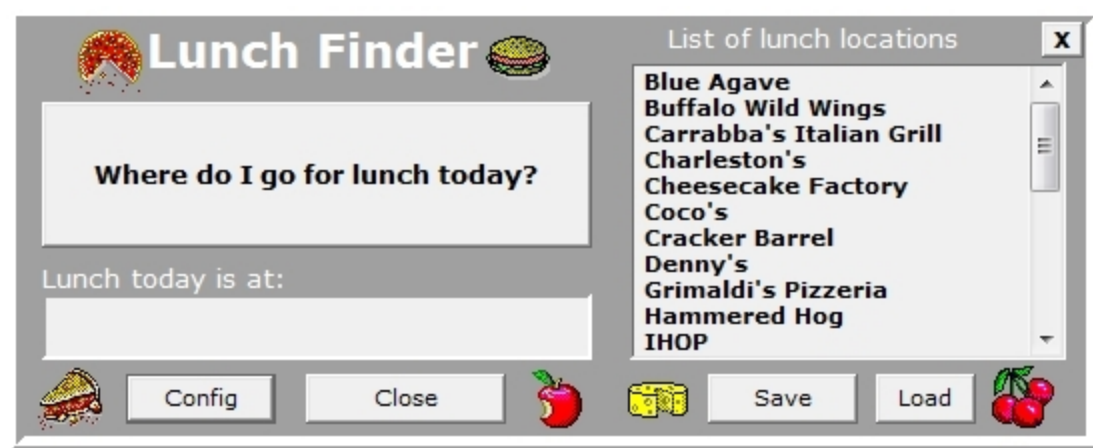 Lunch Finder
Where do I go for lunch today?
Lunch today is at:
Config
Close
List of lunch locations
X
Blue Agave
Buffalo Wild Wings
Carrabba's Italian Grill
Charleston's
Cheesecake Factory
Coco's
Cracker Barrel
Denny's
Grimaldi's Pizzeria
Hammered Hog
IHOP
Save
Load